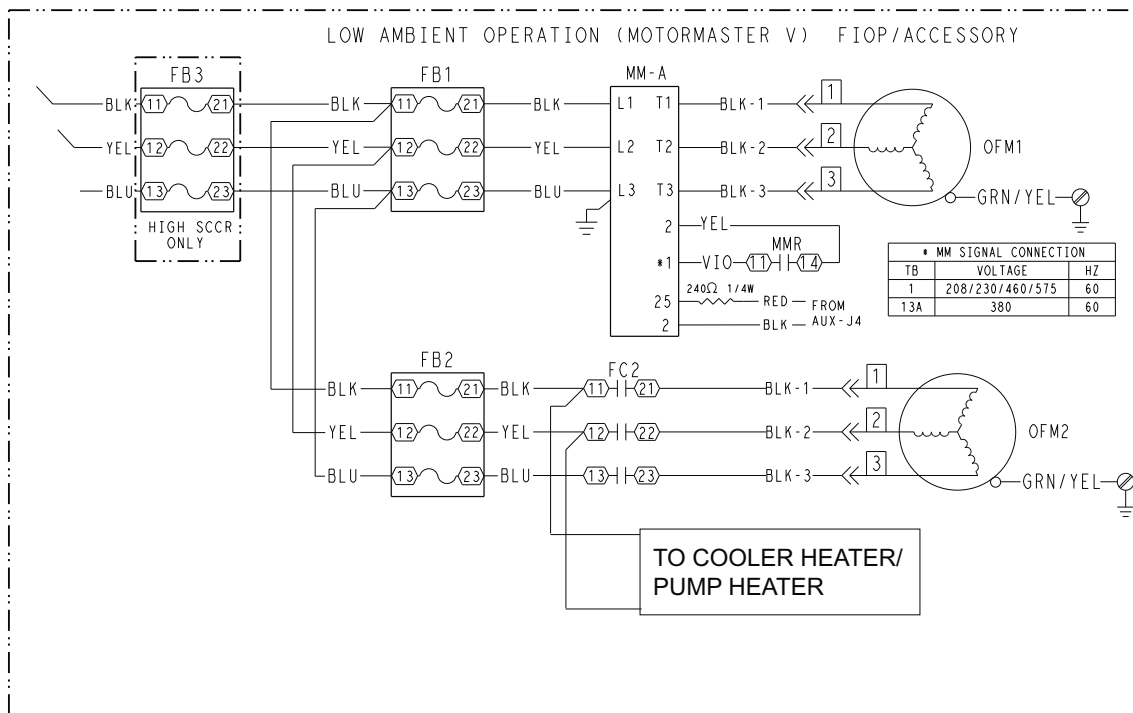 LOW AMBIENT OPERATION (MOTORMASTER V) FIOP/ACCESSORY
FB3
FB1
MM-A
BLK 11 21 BLK 11 21 BLK L1 T1 BLK-1 1
YEL 12 22 YEL 12 22 YEL L2 T2 BLK-2 2 OFM1
BLU 13 23 BLU 13 23 BLU L3 T3 BLK-3 3
GRN/YEL
HIGH SCCR
ONLY
2 YEL
MMR
*1 VIO 11 14
240Ω 1/4W
25 RED FROM
2 BLK AUX-J4
* MM SIGNAL CONNECTION
TB VOLTAGE HZ
1 208/230/460/575 60
13A 380 60
FB2
FC2
BLK 11 21 BLK 11 21 BLK-1 1
YEL 12 22 YEL 12 22 BLK-2 2 OFM2
BLU 13 23 BLU 13 23 BLK-3 3
GRN/YEL
TO COOLER HEATER/
PUMP HEATER